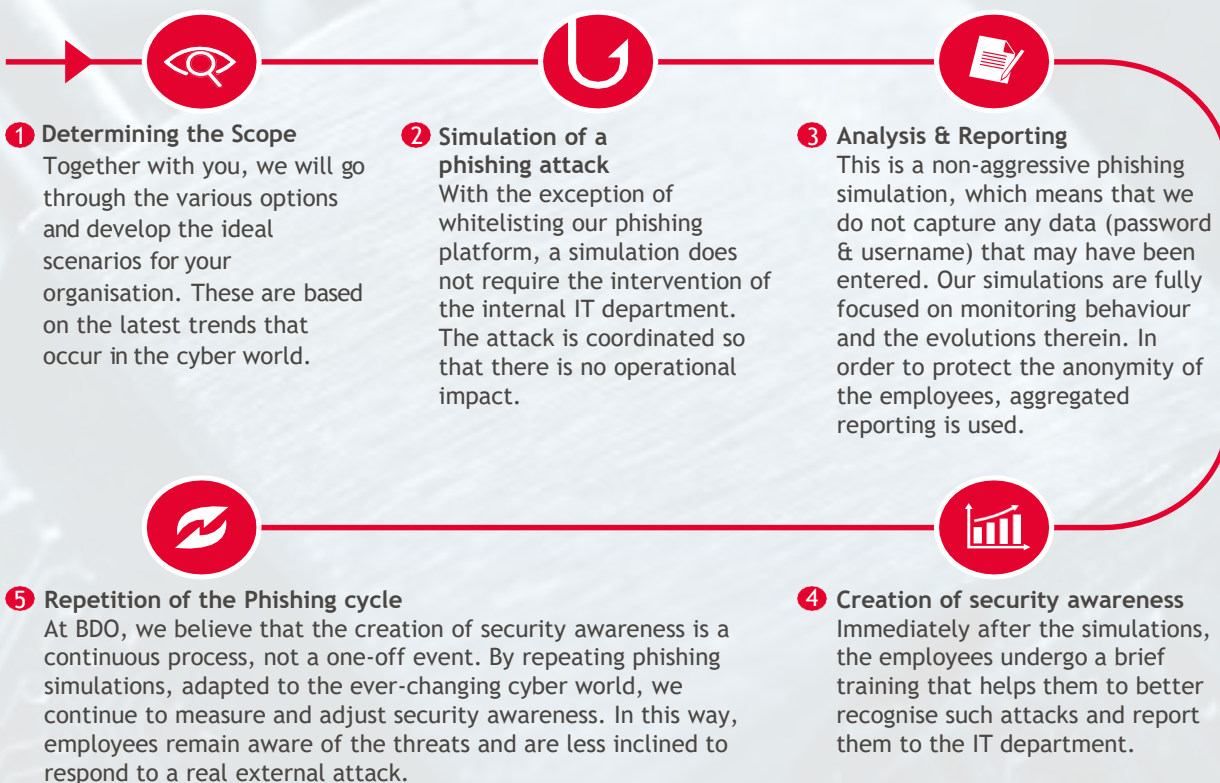 1 Determining the Scope
Together with you, we will go
through the various options
and develop the ideal
scenarios for your
organisation. These are based
on the latest trends that
occur in the cyber world.
2 Simulation of a
phishing attack
With the exception of
whitelisting our phishing
platform, a simulation does
not require the intervention of
the internal IT department.
The attack is coordinated so
that there is no operational
impact.
3 Analysis & Reporting
This is a non-aggressive phishing
simulation, which means that we
do not capture any data (password
& username) that may have been
entered. Our simulations are fully
focused on monitoring behaviour
and the evolutions therein. In
order to protect the anonymity of
the employees, aggregated
reporting is used.
4 Creation of security awareness
Immediately after the simulations,
the employees undergo a brief
training that helps them to better
recognise such attacks and report
them to the IT department.
5 Repetition of the Phishing cycle
At BDO, we believe that the creation of security awareness is a
continuous process, not a one-off event. By repeating phishing
simulations, adapted to the ever-changing cyber world, we
continue to measure and adjust security awareness. In this way,
employees remain aware of the threats and are less inclined to
respond to a real external attack.